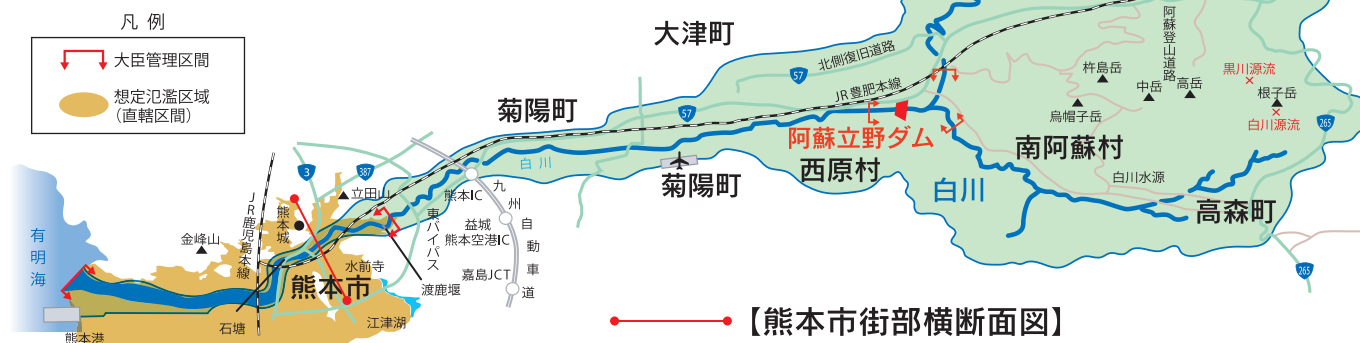 凡例
大臣管理区間
想定氾濫区域
(直轄区間)
大津町
57
北側復旧道路
JR豊肥本線
阿蘇登山道路
杵島岳
中岳
高岳
烏帽子岳
黒川源流
根子岳
白川源流
265
菊陽町
57
阿蘇立野ダム
西原村
南阿蘇村
白川水源
高森町
白川
白川
菊陽町
3
387
立田山
熊本IC
九州自動車道
益城
熊本空港IC
嘉島JCT
東バイパス
JR鹿児島本線
熊本城
金峰山
有明海
水前寺
熊本市
渡鹿堰
石塘
江津湖
熊本港
265
【熊本市街部横断面図】